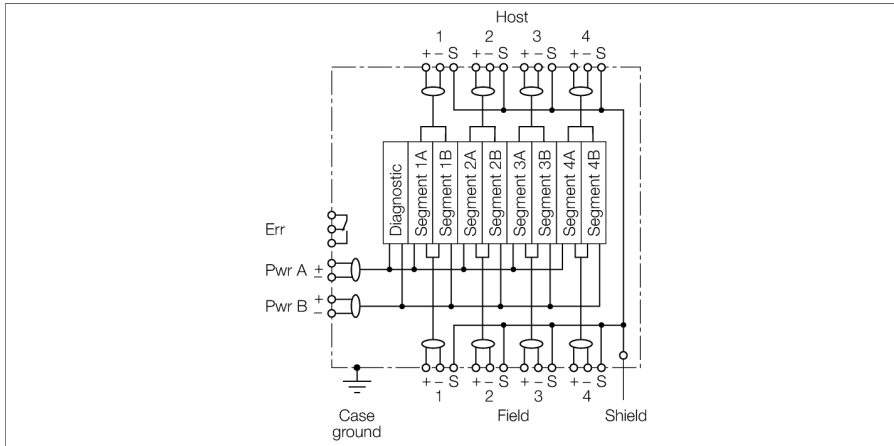 Host
1 2 3 4
+ − S + − S + − S + − S
Diagnostic
Segment 1A
Segment 1B
Segment 2A
Segment 2B
Segment 3A
Segment 3B
Segment 4A
Segment 4B
Err
Pwr A + −
Pwr B + −
+ − S + − S + − S + − S
1 2 3 4
Case ground
Field
Shield